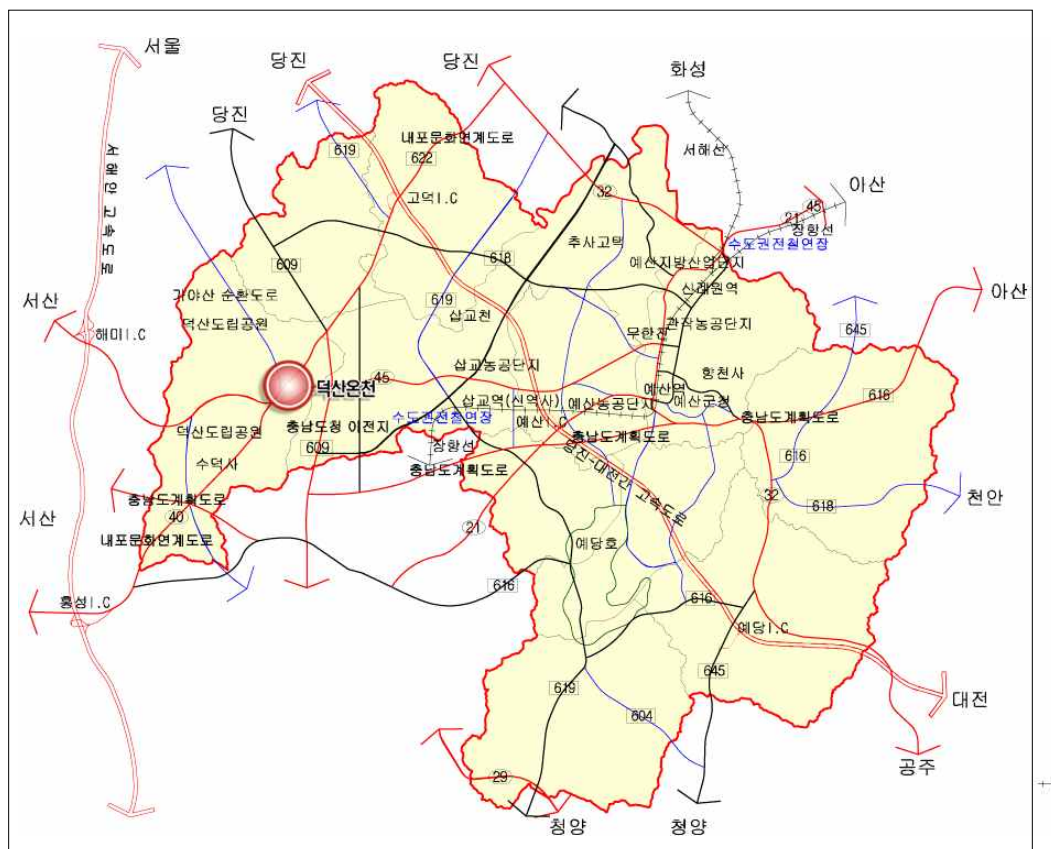 서울
당진
당진
화성
당진
서해안 고속도로
내포문화연계도로
619
622
서해선
고덕I.C
32
아산
45
21
장항선
추사고택
수도권전철연장
618
609
예산지방산업단지
신례원역
서산
가야산 순환도로
619
아산
덕산도립공원
삽교천
관작농공단지
해미I.C
무한천
645
삽교농공단지
향천사
45
덕산온천
예산역
618
삽교역(신역사)
예산농공단지
예산군청
수도권전철연장
충남도계획도로
충남도청 이전지
예산I.C
덕산도립공원
충남도계획도로
609
장항선
616
수덕사
충남도계획도로
당진-대전간 고속도로
32
충남도계획도로
천안
618
서산
40
21
내포문화연계도로
예당호
616
616
홍성I.C
예당I.C
645
619
대전
604
공주
29
청양
청양